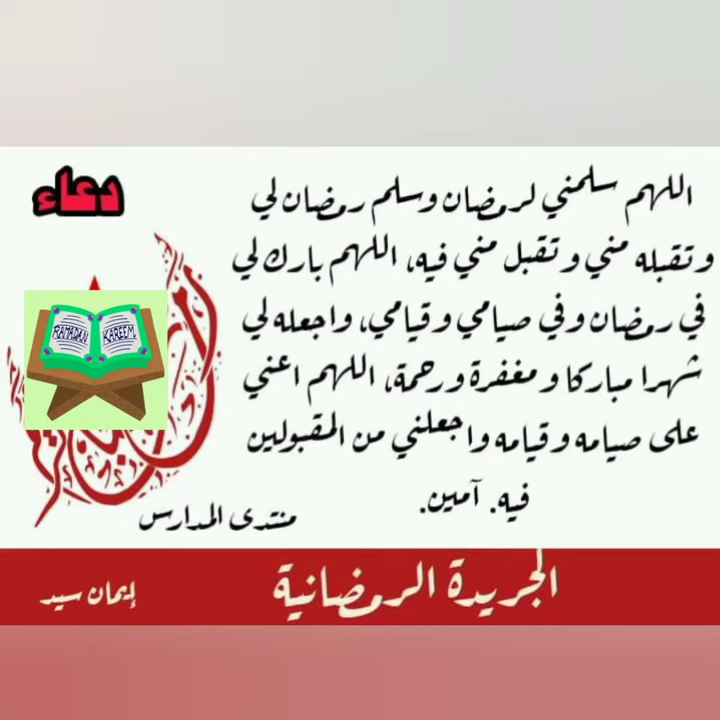 دعاء
اللهم سلمني لرمضان وسلم رمضان لي
وتقبله مني وتقبل مني فيه، اللهم بارك لي
في رمضان وفي صيامي وقيامي، واجعله لي
شهرا مباركا ومغفرة ورحمة، اللهم اعني
على صيامه وقيامه واجعلني من المقبولين
فيه. آمين.
RAMADAN KAREEM
منتدى المدارس
الجريدة الرمضانية
إيمان سيد